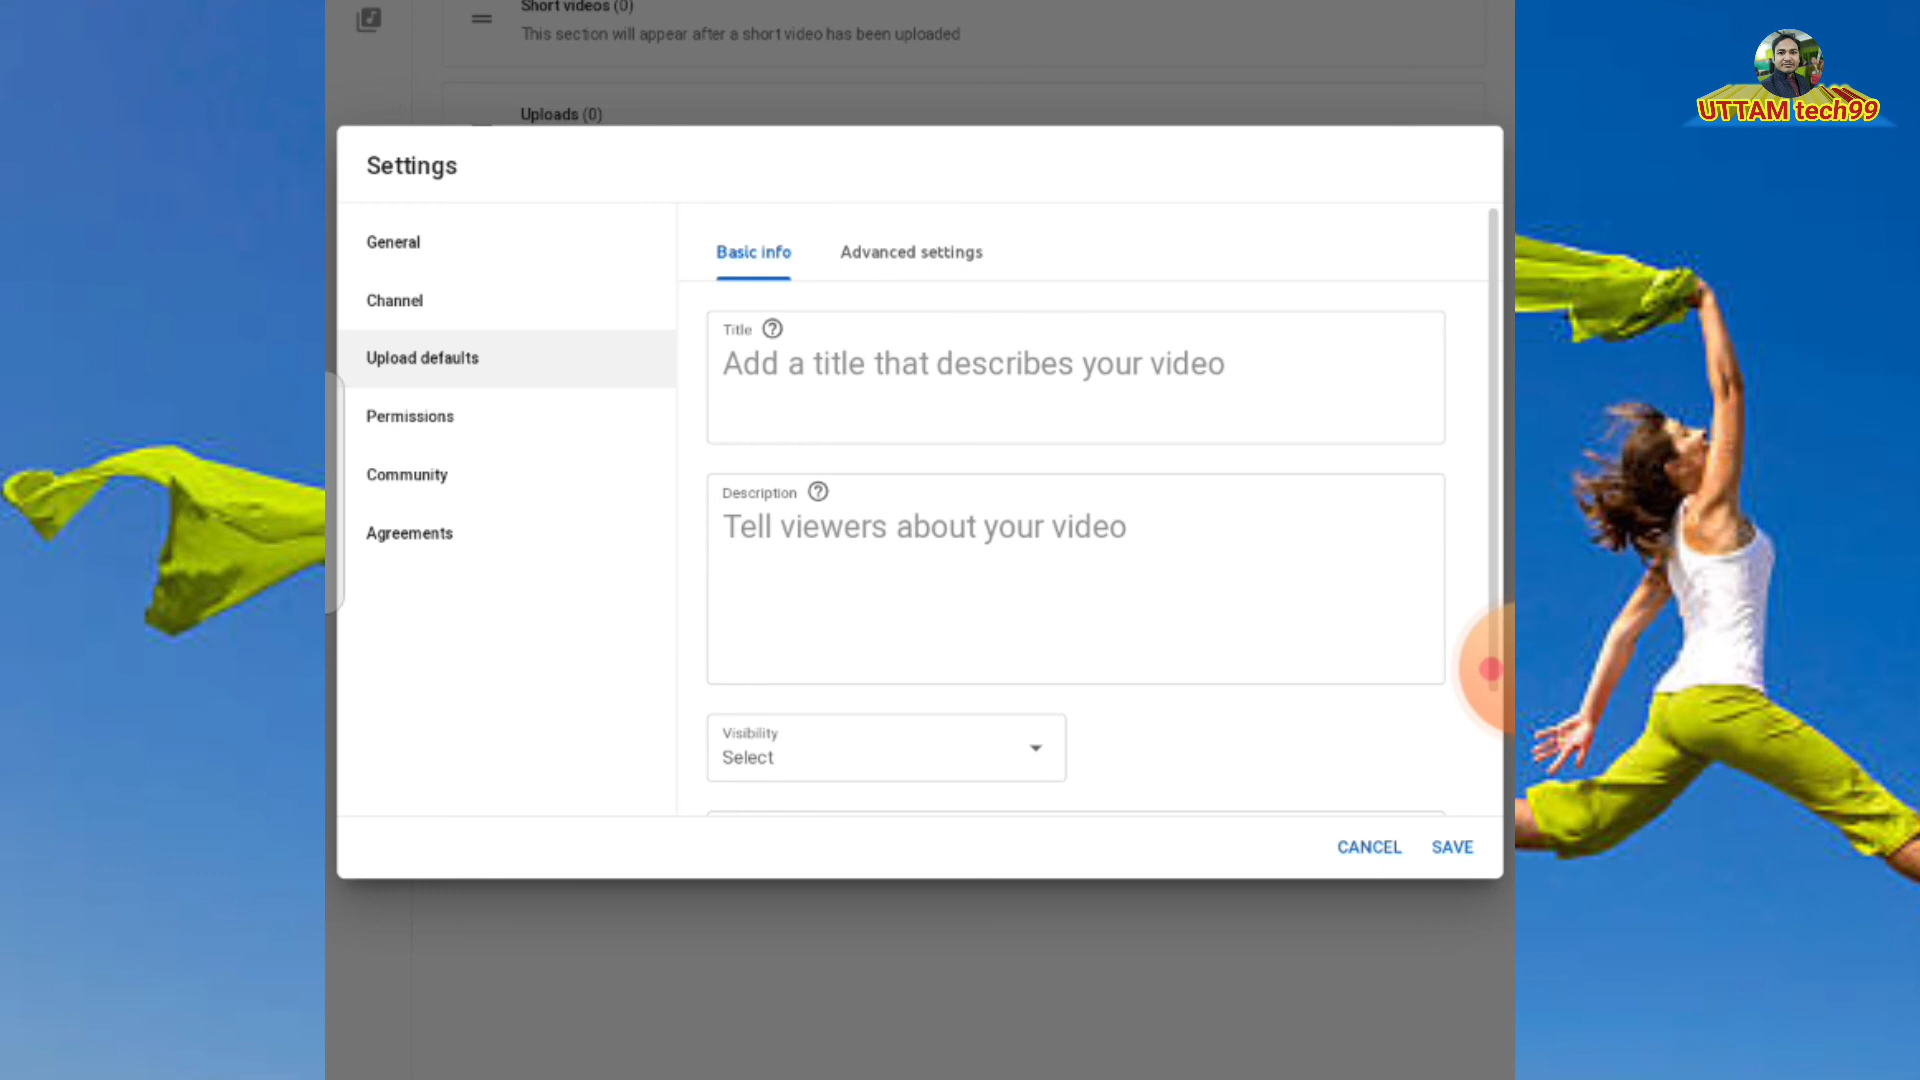 Short videos (0)
This section will appear after a short video has been uploaded
Uploads (0)
UTTAM tech99
Settings
General
Channel
Upload defaults
Permissions
Community
Agreements
Basic info
Advanced settings
Title
Add a title that describes your video
Description
Tell viewers about your video
Visibility
Select
CANCEL
SAVE